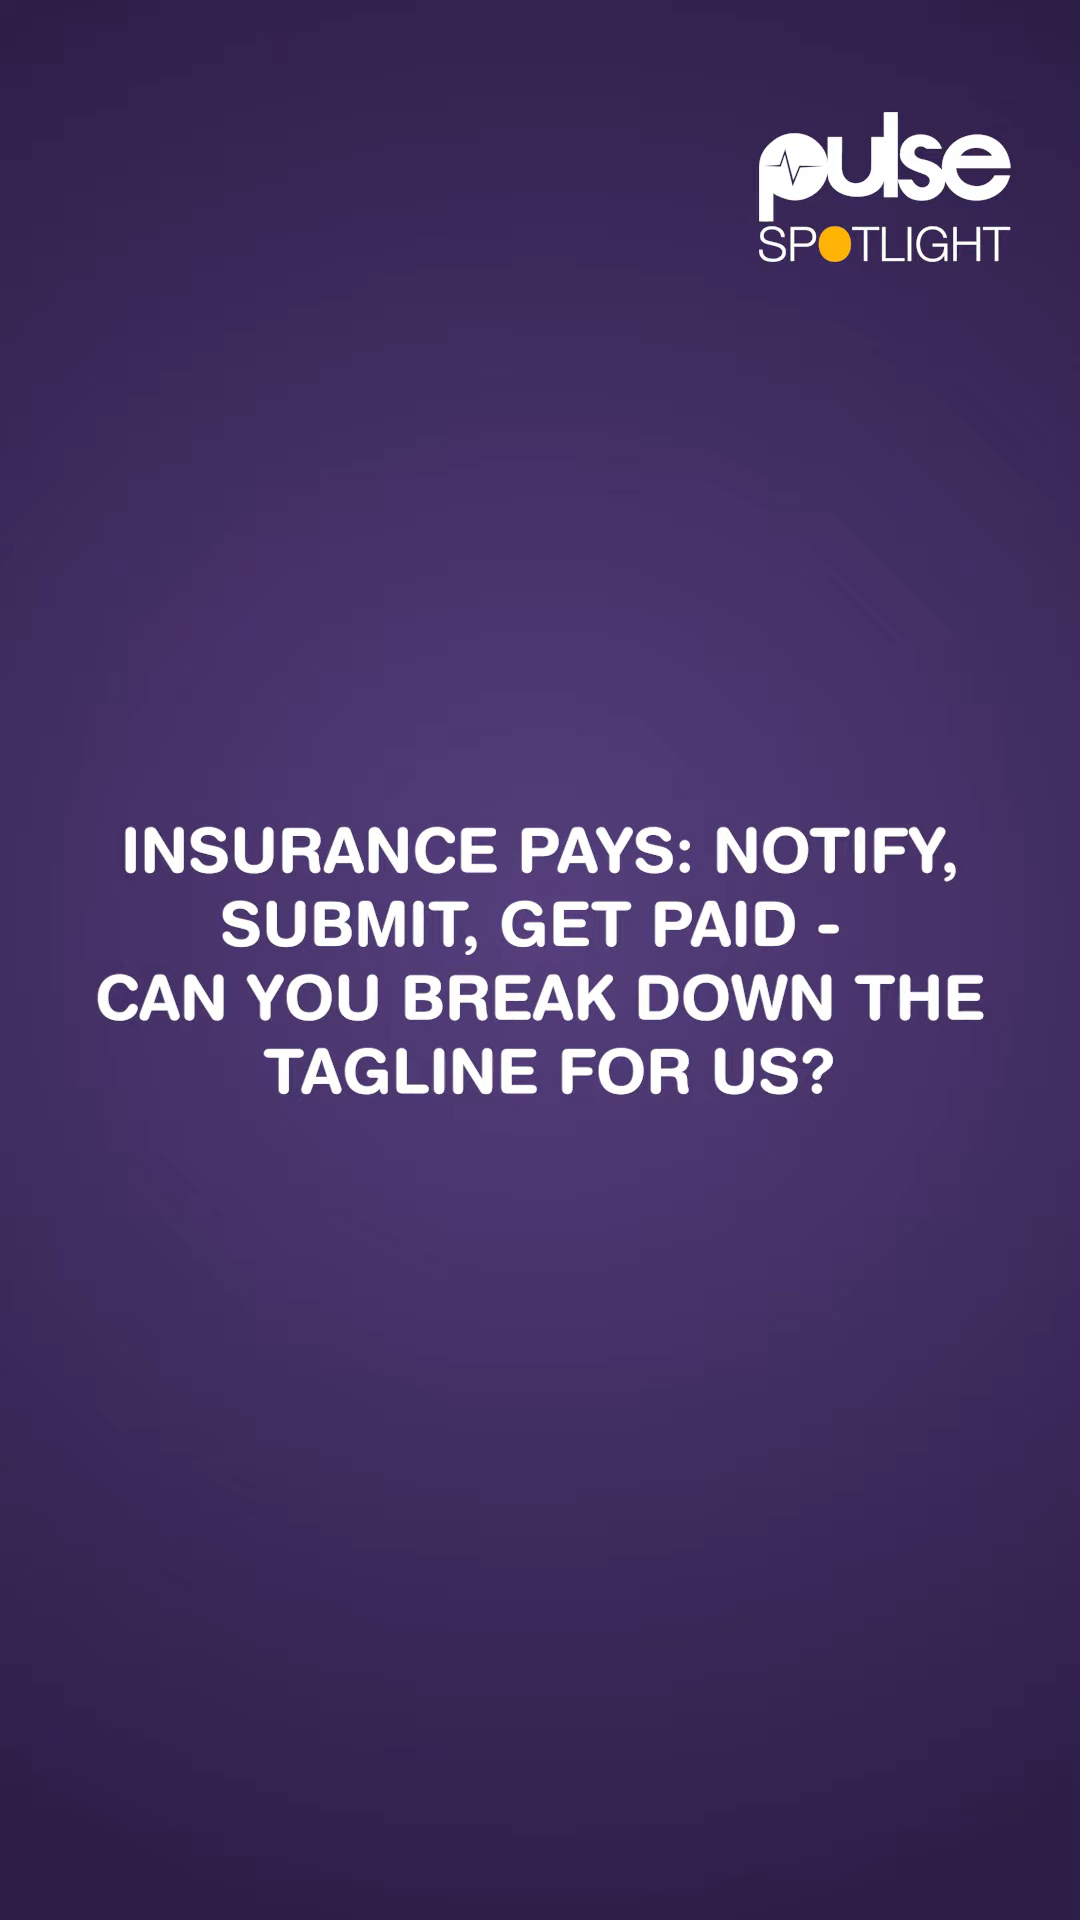 pulse
SPOTLIGHT
INSURANCE PAYS: NOTIFY,
SUBMIT, GET PAID -
CAN YOU BREAK DOWN THE
TAGLINE FOR US?